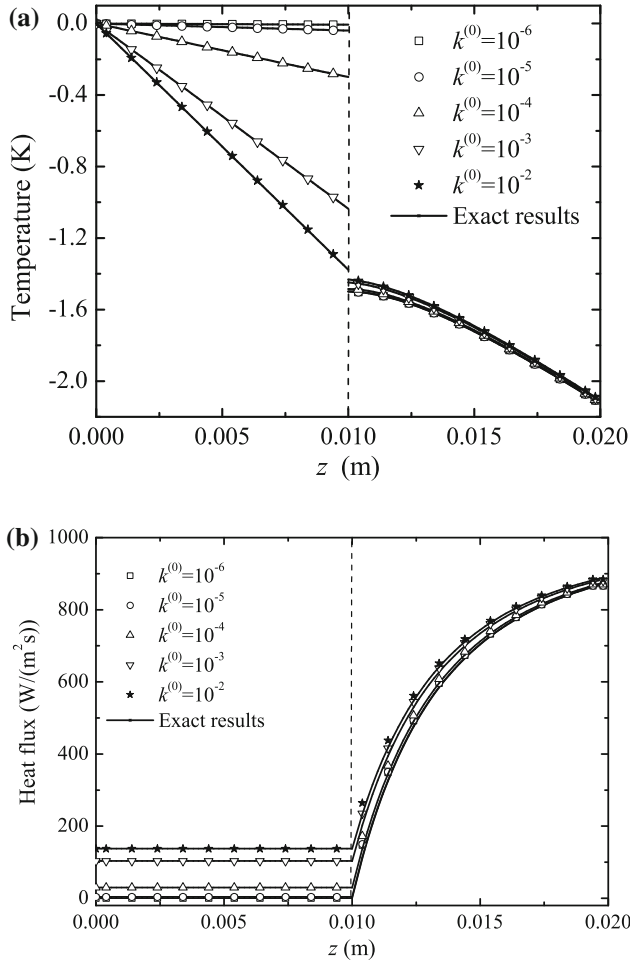 (a)
0.0
-0.4
-0.8
-1.2
-1.6
-2.0
Temperature (K)
k⁽⁰⁾=10⁻⁶
k⁽⁰⁾=10⁻⁵
k⁽⁰⁾=10⁻⁴
k⁽⁰⁾=10⁻³
k⁽⁰⁾=10⁻²
Exact results
0.000 0.005 0.010 0.015 0.020
z (m)
(b)
1000
800
600
400
200
0
Heat flux (W/(m²s))
k⁽⁰⁾=10⁻⁶
k⁽⁰⁾=10⁻⁵
k⁽⁰⁾=10⁻⁴
k⁽⁰⁾=10⁻³
k⁽⁰⁾=10⁻²
Exact results
0.000 0.005 0.010 0.015 0.020
z (m)